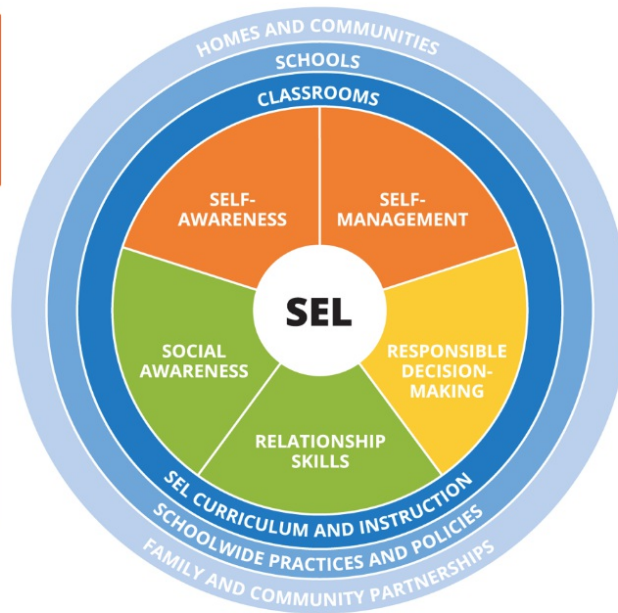 HOMES AND COMMUNITIES
SCHOOLS
CLASSROOMS
SELF-
AWARENESS
SELF-
MANAGEMENT
SEL
SOCIAL
AWARENESS
RESPONSIBLE
DECISION-
MAKING
RELATIONSHIP
SKILLS
SEL CURRICULUM AND INSTRUCTION
SCHOOLWIDE PRACTICES AND POLICIES
FAMILY AND COMMUNITY PARTNERSHIPS